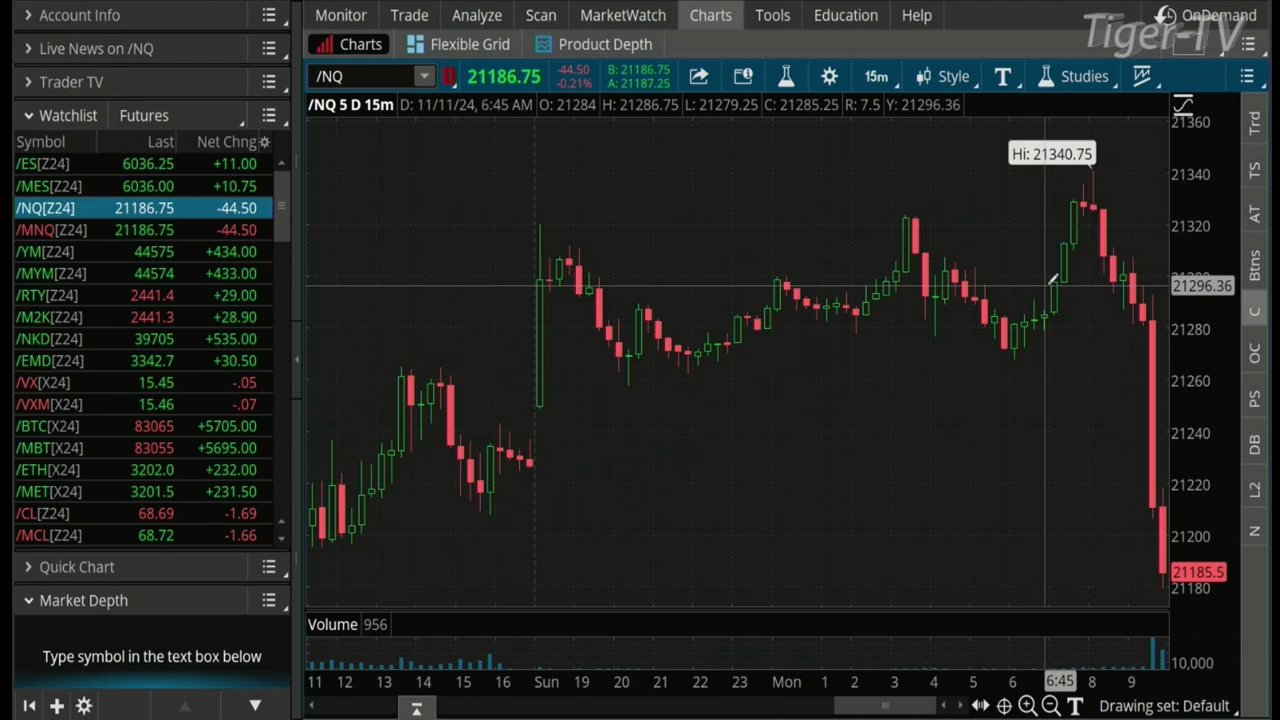 Account Info
Live News on /NQ
Trader TV
Watchlist Futures
Symbol Last Net Chng
/ES[Z24] 6036.25 +11.00
/MES[Z24] 6036.00 +10.75
/NQ[Z24] 21186.75 -44.50
/MNQ[Z24] 21186.75 -44.50
/YM[Z24] 44575 +434.00
/MYM[Z24] 44574 +433.00
/RTY[Z24] 2441.4 +29.00
/M2K[Z24] 2441.3 +28.90
/NKD[Z24] 39705 +535.00
/EMD[Z24] 3342.7 +30.50
/VX[X24] 15.45 -.05
/VXM[X24] 15.46 -.07
/BTC[X24] 83065 +5705.00
/MBT[X24] 83055 +5695.00
/ETH[X24] 3202.0 +232.00
/MET[X24] 3201.5 +231.50
/CL[Z24] 68.69 -1.69
/MCL[Z24] 68.72 -1.66
Quick Chart
Market Depth
Type symbol in the text box below
Monitor Trade Analyze Scan MarketWatch Charts Tools Education Help OnDemand
Tiger-TV
Charts Flexible Grid Product Depth
/NQ 21186.75 -44.50 B: 21186.75 15m Style T Studies
-0.21% A: 21187.25
/NQ 5 D 15m D: 11/11/24, 6:45 AM O: 21284 H: 21286.75 L: 21279.25 C: 21285.25 R: 7.5 Y: 21296.36
21360
Hi: 21340.75
21340
21320
21296.36
21280
21260
21240
21220
21200
21185.5
21180
Volume 956
10,000
11 12 13 14 15 16 Sun 19 20 21 22 23 Mon 1 2 3 4 5 6 6:45 8 9
T Drawing set: Default
Trd
TS
AT
Btns
C
OC
PS
DB
L2
N